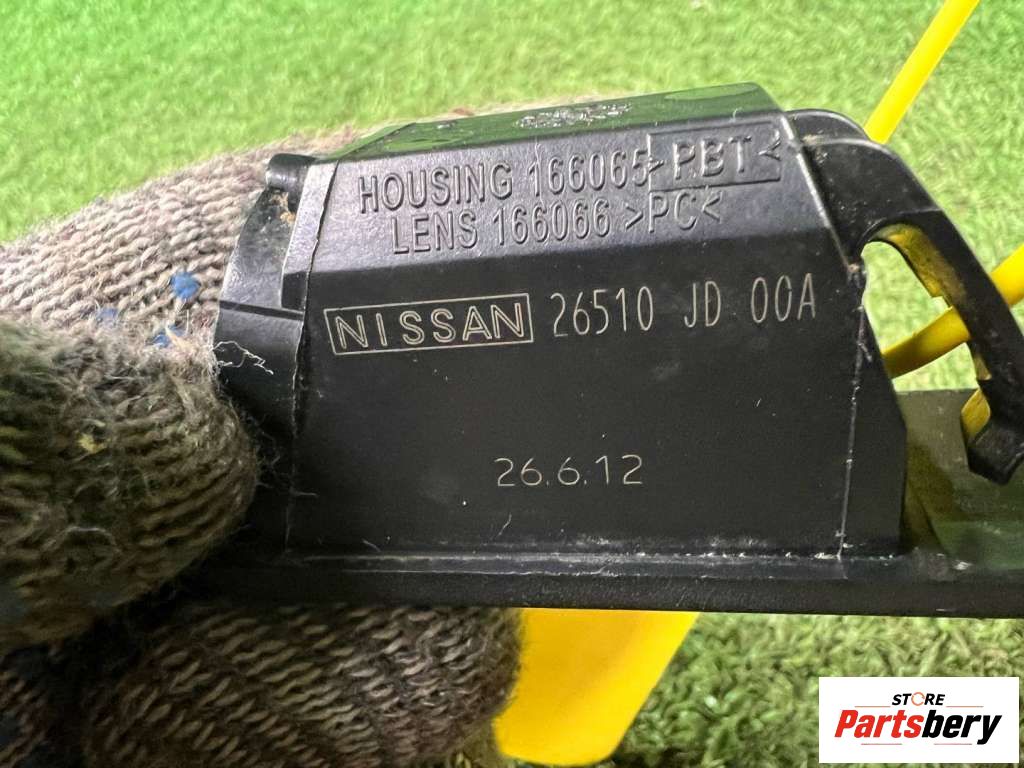 HOUSING 166065 >PBT<
LENS 166066 >PC<
NISSAN 26510 JD 00A
26.6.12
STORE
Partsbery